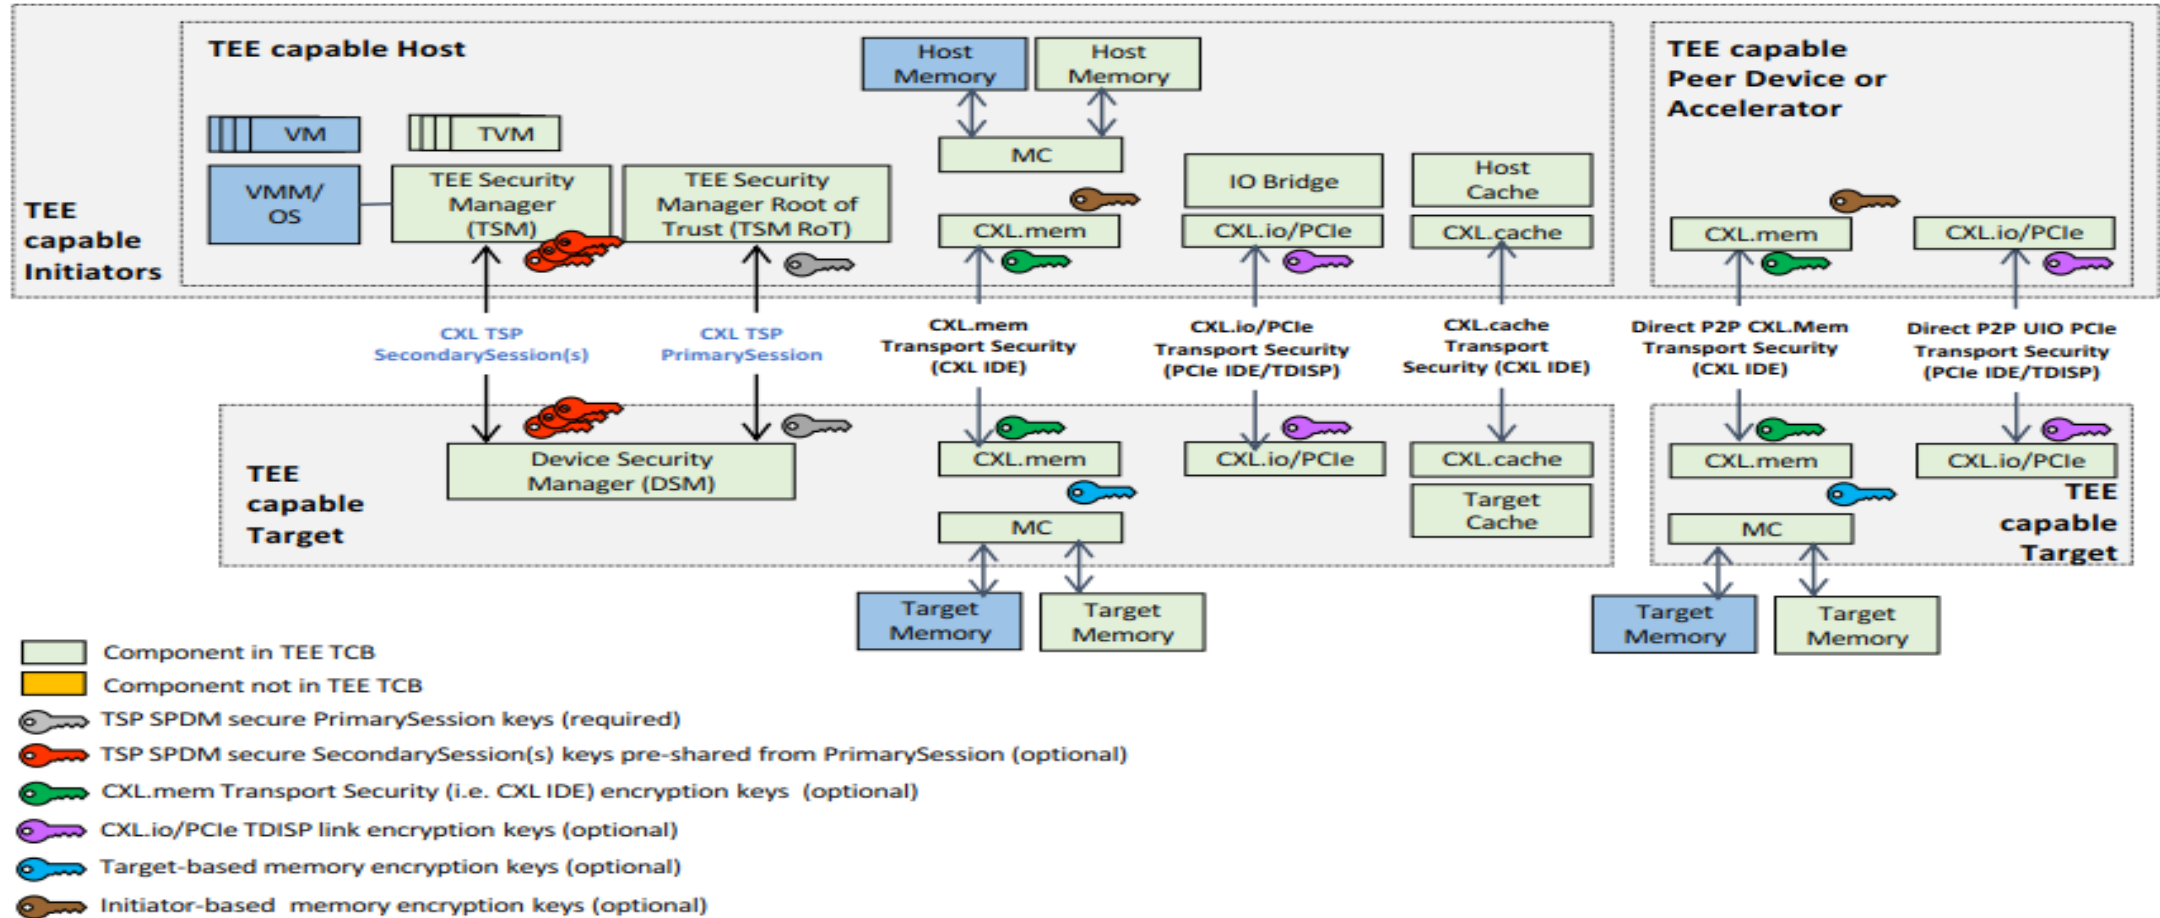 TEE capable Host
Host
Memory
Host
Memory
TEE capable
Peer Device or
Accelerator
VM
TVM
MC
VMM/
OS
TEE Security
Manager
(TSM)
TEE Security
Manager Root of
Trust (TSM RoT)
IO Bridge
Host
Cache
TEE
capable
Initiators
CXL.mem
CXL.io/PCIe
CXL.cache
CXL.mem
CXL.io/PCIe
CXL TSP
SecondarySession(s)
CXL TSP
PrimarySession
CXL.mem
Transport Security
(CXL IDE)
CXL.io/PCIe
Transport Security
(PCIe IDE/TDISP)
CXL.cache
Transport
Security (CXL IDE)
Direct P2P CXL.Mem
Transport Security
(CXL IDE)
Direct P2P UIO PCIe
Transport Security
(PCIe IDE/TDISP)
TEE
capable
Target
Device Security
Manager (DSM)
CXL.mem
CXL.io/PCIe
CXL.cache
CXL.mem
CXL.io/PCIe
MC
Target
Cache
MC
TEE
capable
Target
Target
Memory
Target
Memory
Target
Memory
Target
Memory
Component in TEE TCB
Component not in TEE TCB
TSP SPDM secure PrimarySession keys (required)
TSP SPDM secure SecondarySession(s) keys pre-shared from PrimarySession (optional)
CXL.mem Transport Security (i.e. CXL IDE) encryption keys (optional)
CXL.io/PCIe TDISP link encryption keys (optional)
Target-based memory encryption keys (optional)
Initiator-based memory encryption keys (optional)